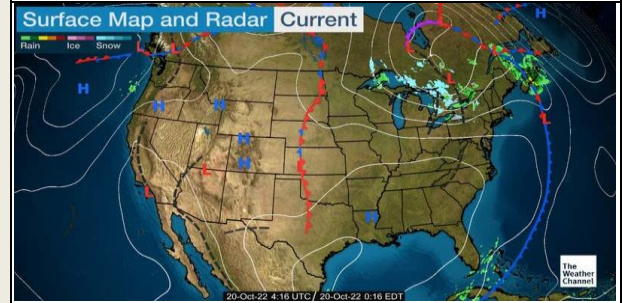 Surface Map and Radar Current
Rain Ice Snow
L
H
L
L
H
L
H
H
L
H
H
L
L
H
The
Weather
Channel
20-Oct-22 4:16 UTC / 20-Oct-22 0:16 EDT